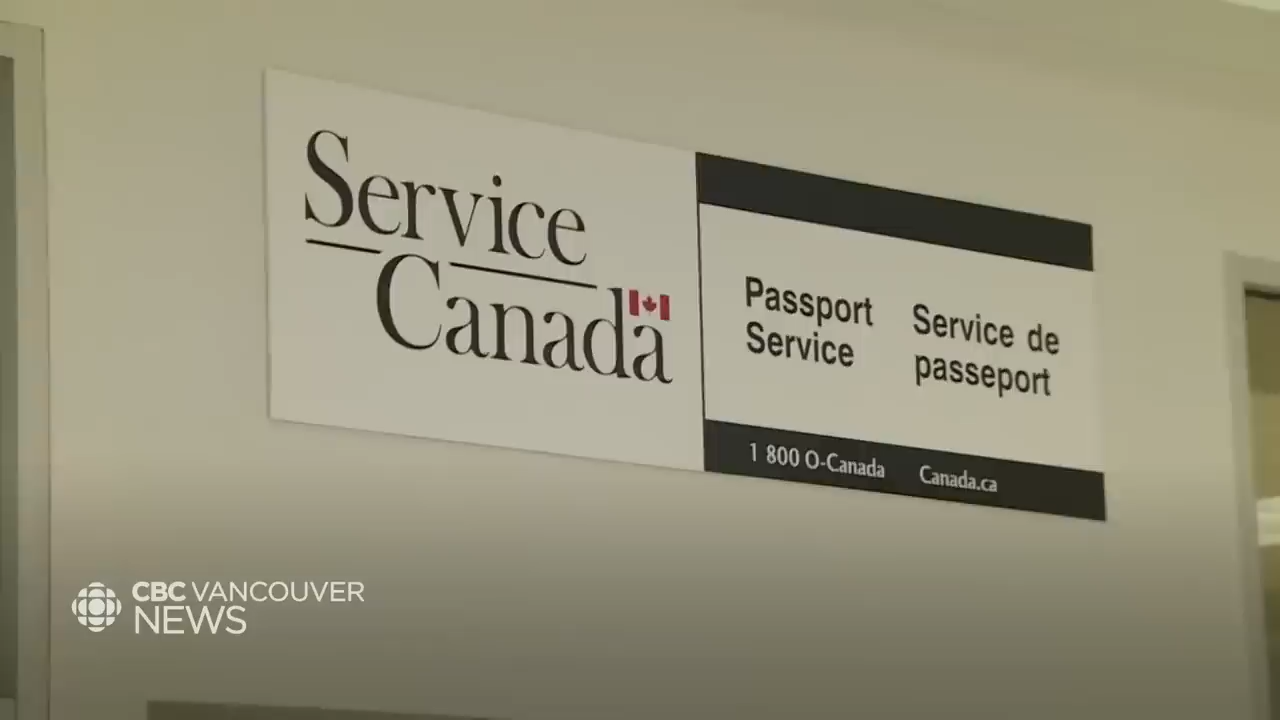 Service
Canada
Passport
Service
Service de
passeport
1 800 O-Canada
Canada.ca
CBC VANCOUVER
NEWS